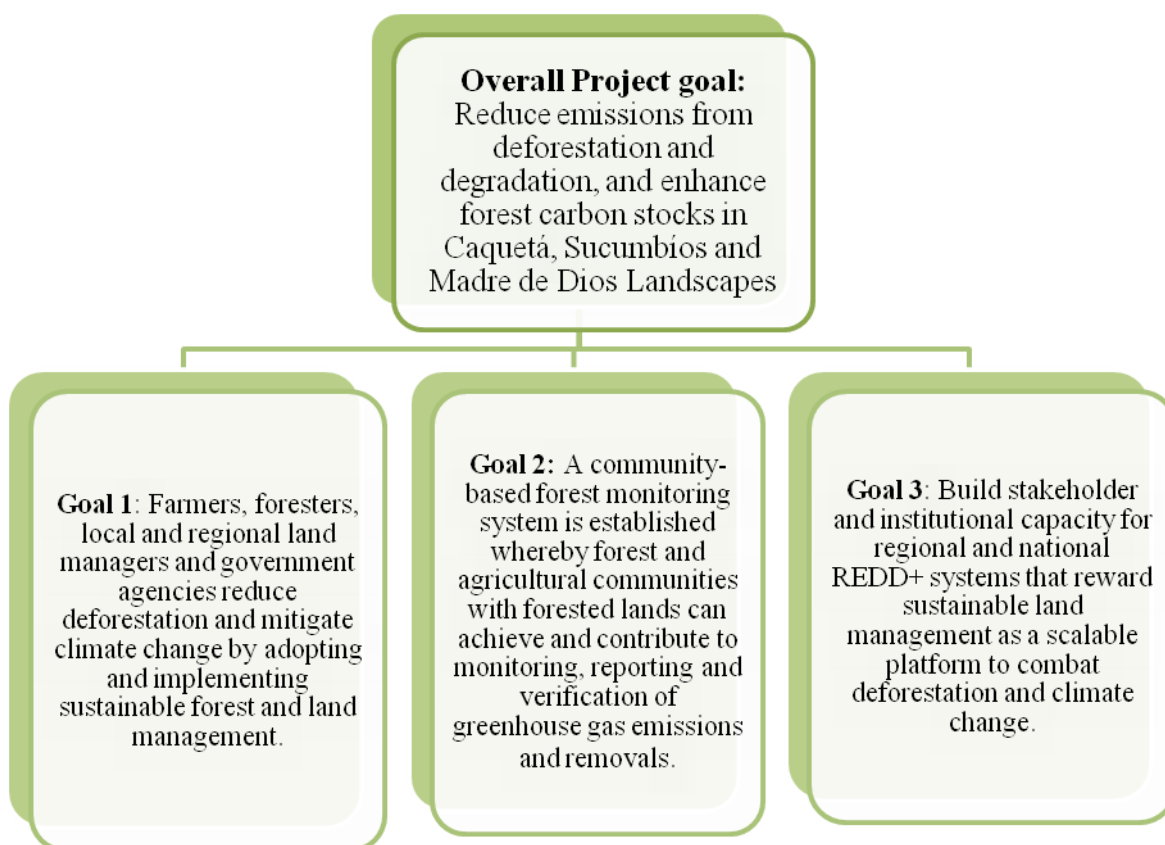 Overall Project goal:
Reduce emissions from
deforestation and
degradation, and enhance
forest carbon stocks in
Caquetá, Sucumbíos and
Madre de Dios Landscapes
Goal 1: Farmers, foresters,
local and regional land
managers and government
agencies reduce
deforestation and mitigate
climate change by adopting
and implementing
sustainable forest and land
management.
Goal 2: A community-
based forest monitoring
system is established
whereby forest and
agricultural communities
with forested lands can
achieve and contribute to
monitoring, reporting and
verification of
greenhouse gas emissions
and removals.
Goal 3: Build stakeholder
and institutional capacity for
regional and national
REDD+ systems that reward
sustainable land
management as a scalable
platform to combat
deforestation and climate
change.